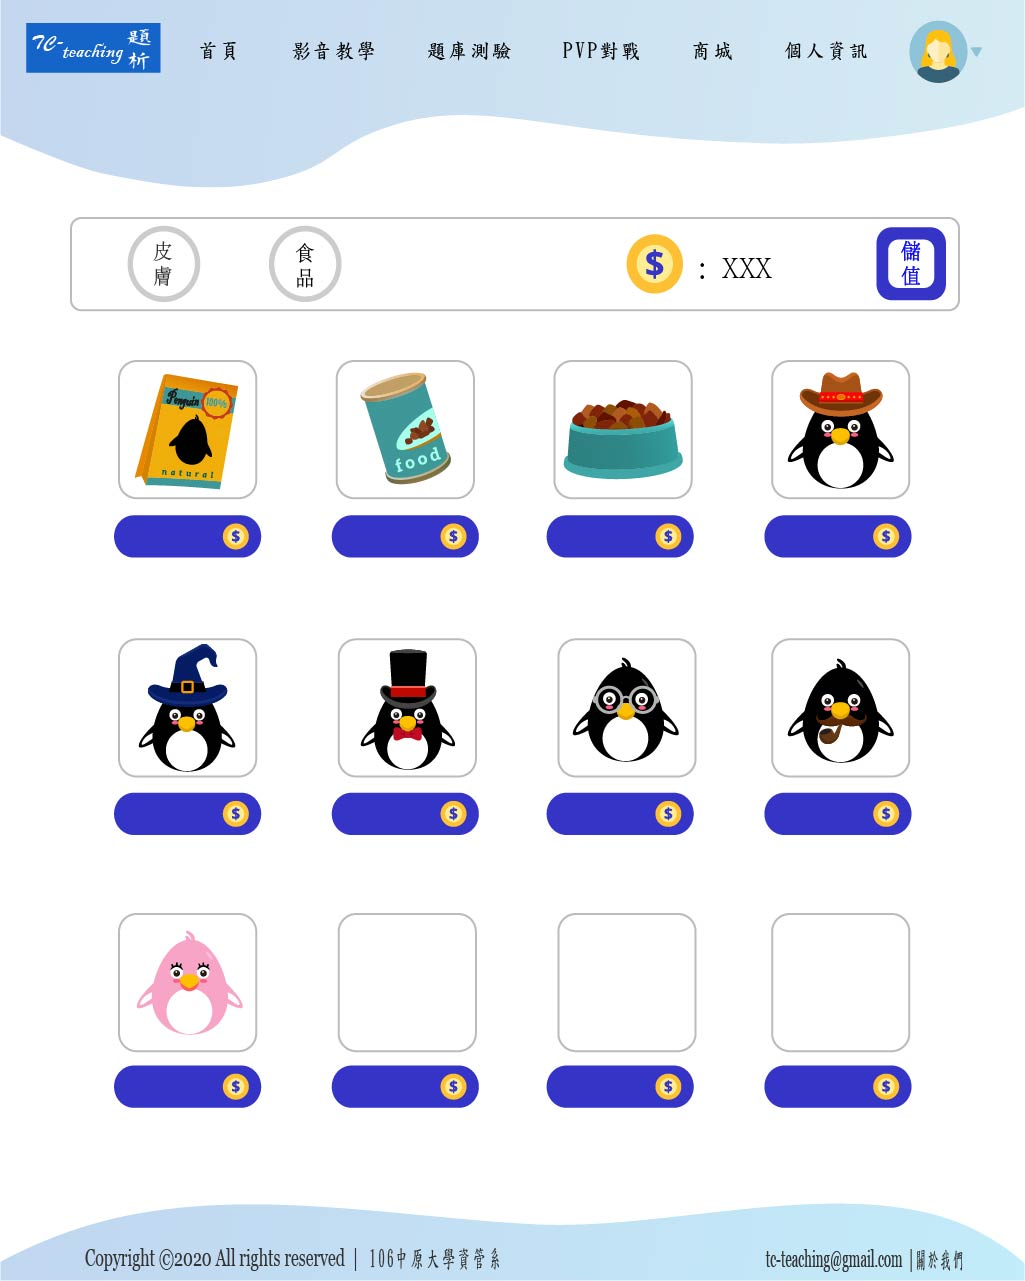 TC-teaching 題析
首頁 影音教學 題庫測驗 PVP對戰 商城 個人資訊
皮膚
食品
$ : XXX
儲值
Penguin 100%
natural
food
$ $ $ $
$ $ $ $
$ $ $ $
Copyright ©2020 All rights reserved | 106中原大學資管系
tc-teaching@gmail.com |關於我們